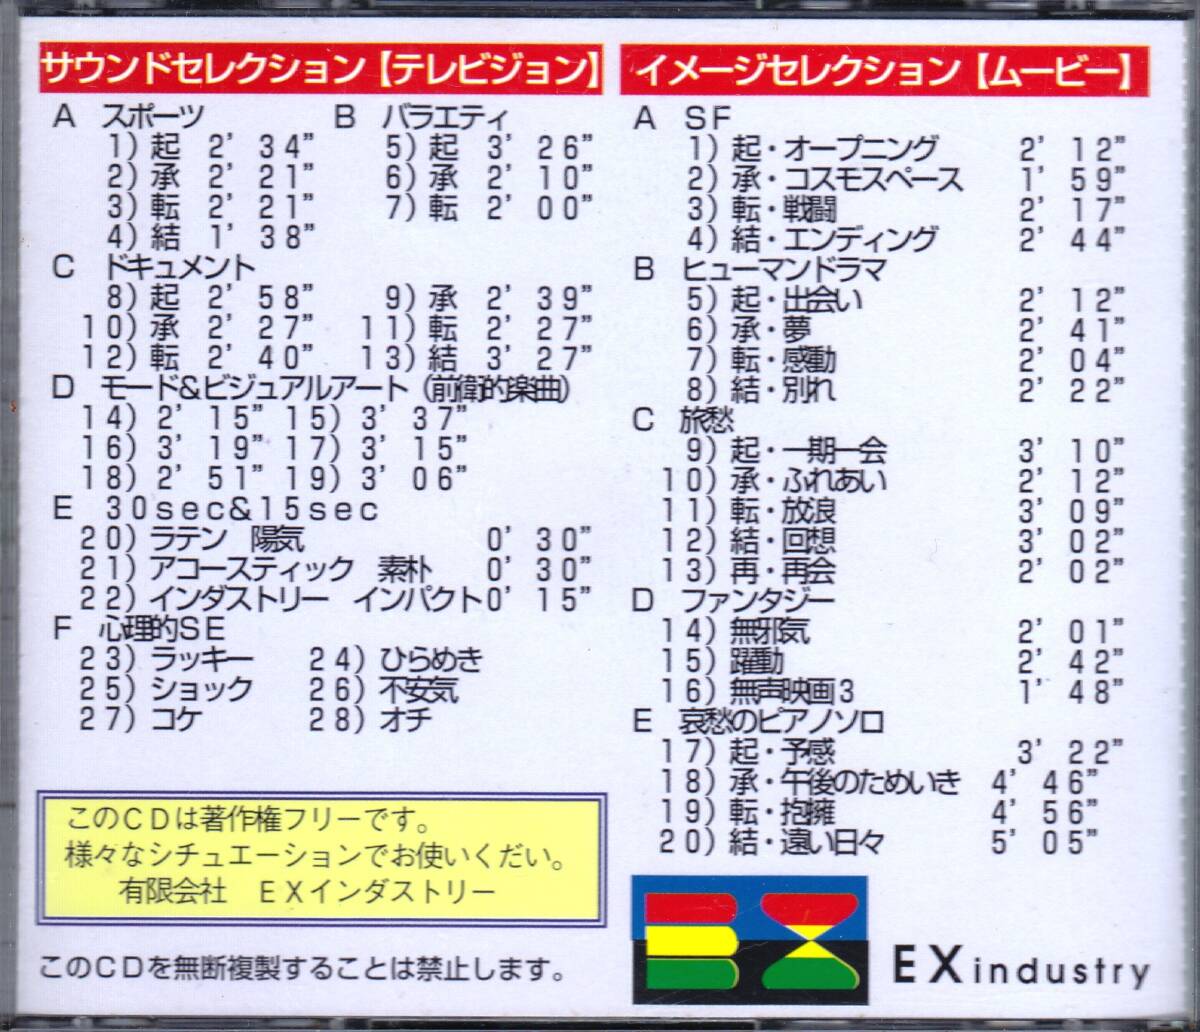 サウンドセレクション【テレビジョン】
A スポーツ
1)起 2' 34"
2)承 2' 21"
3)転 2' 21"
4)結 1' 38"
B バラエティ
5)起 3' 26"
6)承 2' 10"
7)転 2' 00"
C ドキュメント
8)起 2' 58" 9)承 2' 39"
10)承 2' 27" 11)転 2' 27"
12)転 2' 40" 13)結 3' 27"
D モード&ビジュアルアート(前衛的楽曲)
14)2' 15" 15)3' 37"
16)3' 19" 17)3' 15"
18)2' 51" 19)3' 06"
E 30sec&15sec
20)ラテン 陽気 0' 30"
21)アコースティック 素朴 0' 30"
22)インダストリー インパクト0' 15"
F 心理的SE
23)ラッキー 24)ひらめき
25)ショック 26)不安気
27)コケ 28)オチ
このCDは著作権フリーです。
様々なシチュエーションでお使いくだい。
有限会社 EXインダストリー
このCDを無断複製することは禁止します。
イメージセレクション【ムービー】
A SF
1)起・オープニング 2' 12"
2)承・コスモスペース 1' 59"
3)転・戦闘 2' 17"
4)結・エンディング 2' 44"
B ヒューマンドラマ
5)起・出会い 2' 12"
6)承・夢 2' 41"
7)転・感動 2' 04"
8)結・別れ 2' 22"
C 旅愁
9)起・一期一会 3' 10"
10)承・ふれあい 2' 12"
11)転・放浪 3' 09"
12)結・回想 3' 02"
13)再・再会 2' 02"
D ファンタジー
14)無邪気 2' 01"
15)躍動 2' 42"
16)無声映画3 1' 48"
E 哀愁のピアノソロ
17)起・予感 3' 22"
18)承・午後のためいき 4' 46"
19)転・抱擁 4' 56"
20)結・遠い日々 5' 05"
EX industry